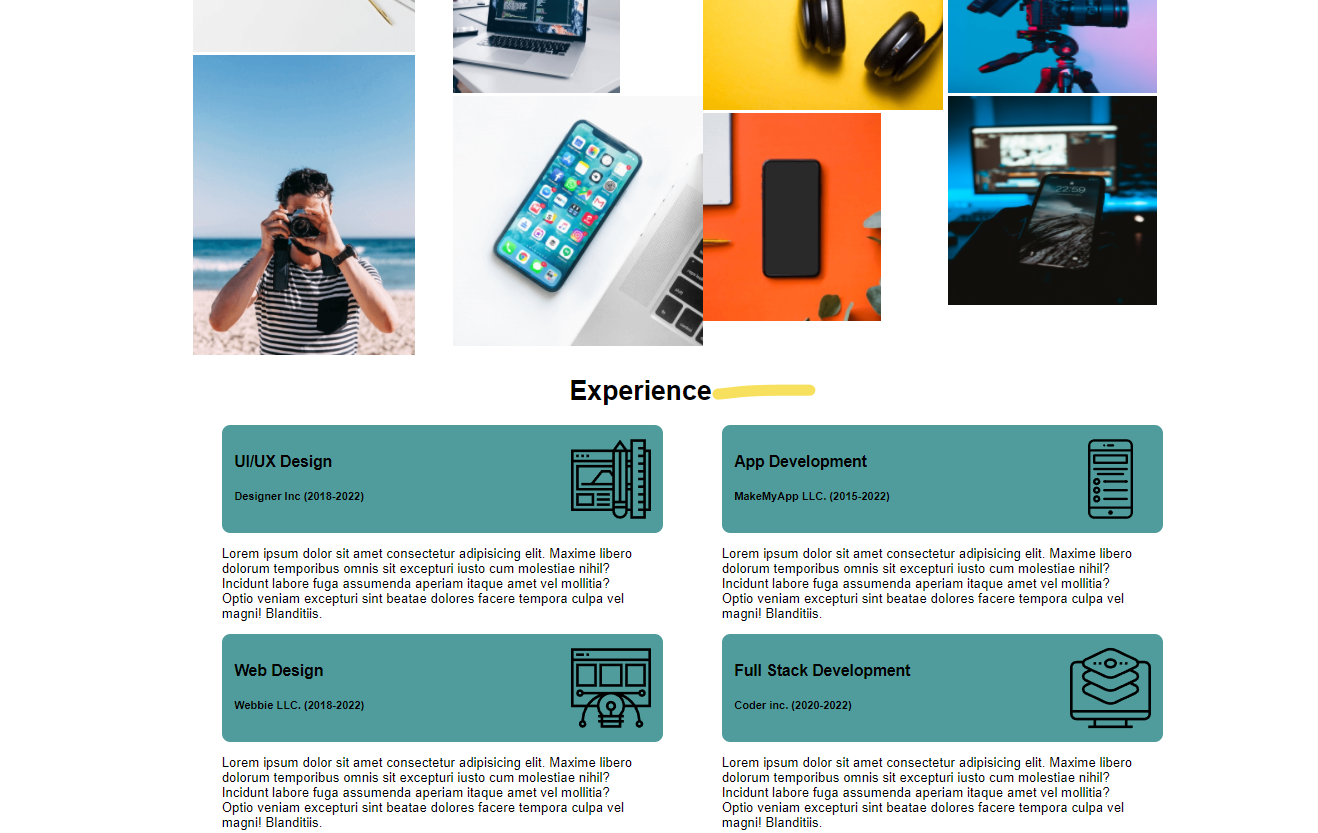 22:59
Experience
UI/UX Design
Designer Inc (2018-2022)
Lorem ipsum dolor sit amet consectetur adipisicing elit. Maxime libero
dolorum temporibus omnis sit excepturi iusto cum molestiae nihil?
Incidunt labore fuga assumenda aperiam itaque amet vel mollitia?
Optio veniam excepturi sint beatae dolores facere tempora culpa vel
magni! Blanditiis.
App Development
MakeMyApp LLC. (2015-2022)
Lorem ipsum dolor sit amet consectetur adipisicing elit. Maxime libero
dolorum temporibus omnis sit excepturi iusto cum molestiae nihil?
Incidunt labore fuga assumenda aperiam itaque amet vel mollitia?
Optio veniam excepturi sint beatae dolores facere tempora culpa vel
magni! Blanditiis.
Web Design
Webbie LLC. (2018-2022)
Lorem ipsum dolor sit amet consectetur adipisicing elit. Maxime libero
dolorum temporibus omnis sit excepturi iusto cum molestiae nihil?
Incidunt labore fuga assumenda aperiam itaque amet vel mollitia?
Optio veniam excepturi sint beatae dolores facere tempora culpa vel
magni! Blanditiis.
Full Stack Development
Coder inc. (2020-2022)
Lorem ipsum dolor sit amet consectetur adipisicing elit. Maxime libero
dolorum temporibus omnis sit excepturi iusto cum molestiae nihil?
Incidunt labore fuga assumenda aperiam itaque amet vel mollitia?
Optio veniam excepturi sint beatae dolores facere tempora culpa vel
magni! Blanditiis.